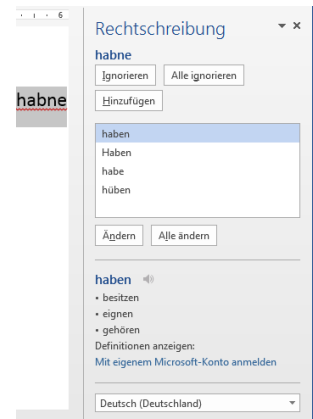 6
Rechtschreibung
habne
habne
Ignorieren Alle ignorieren
Hinzufügen
haben
Haben
habe
hüben
Ändern Alle ändern
haben
• besitzen
• eignen
• gehören
Definitionen anzeigen:
Mit eigenem Microsoft-Konto anmelden
Deutsch (Deutschland)